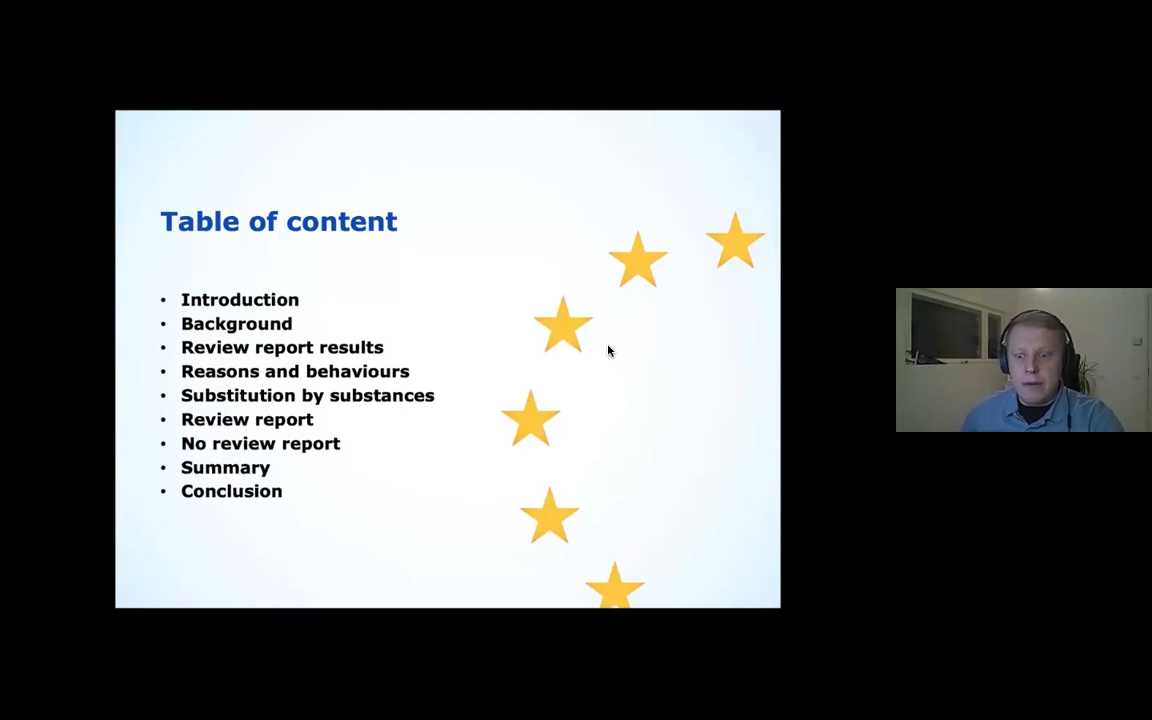 Table of content
• Introduction
• Background
• Review report results
• Reasons and behaviours
• Substitution by substances
• Review report
• No review report
• Summary
• Conclusion